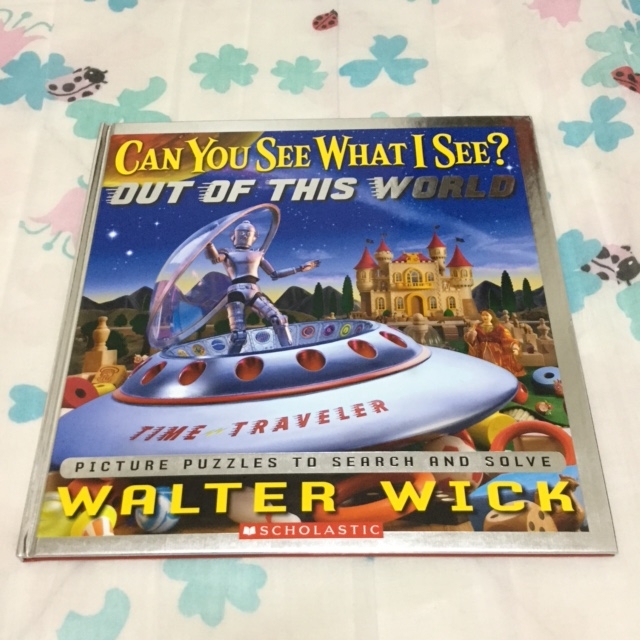 CAN YOU SEE WHAT I SEE?
OUT OF THIS WORLD
TIME TRAVELER
PICTURE PUZZLES TO SEARCH AND SOLVE
WALTER WICK
SCHOLASTIC